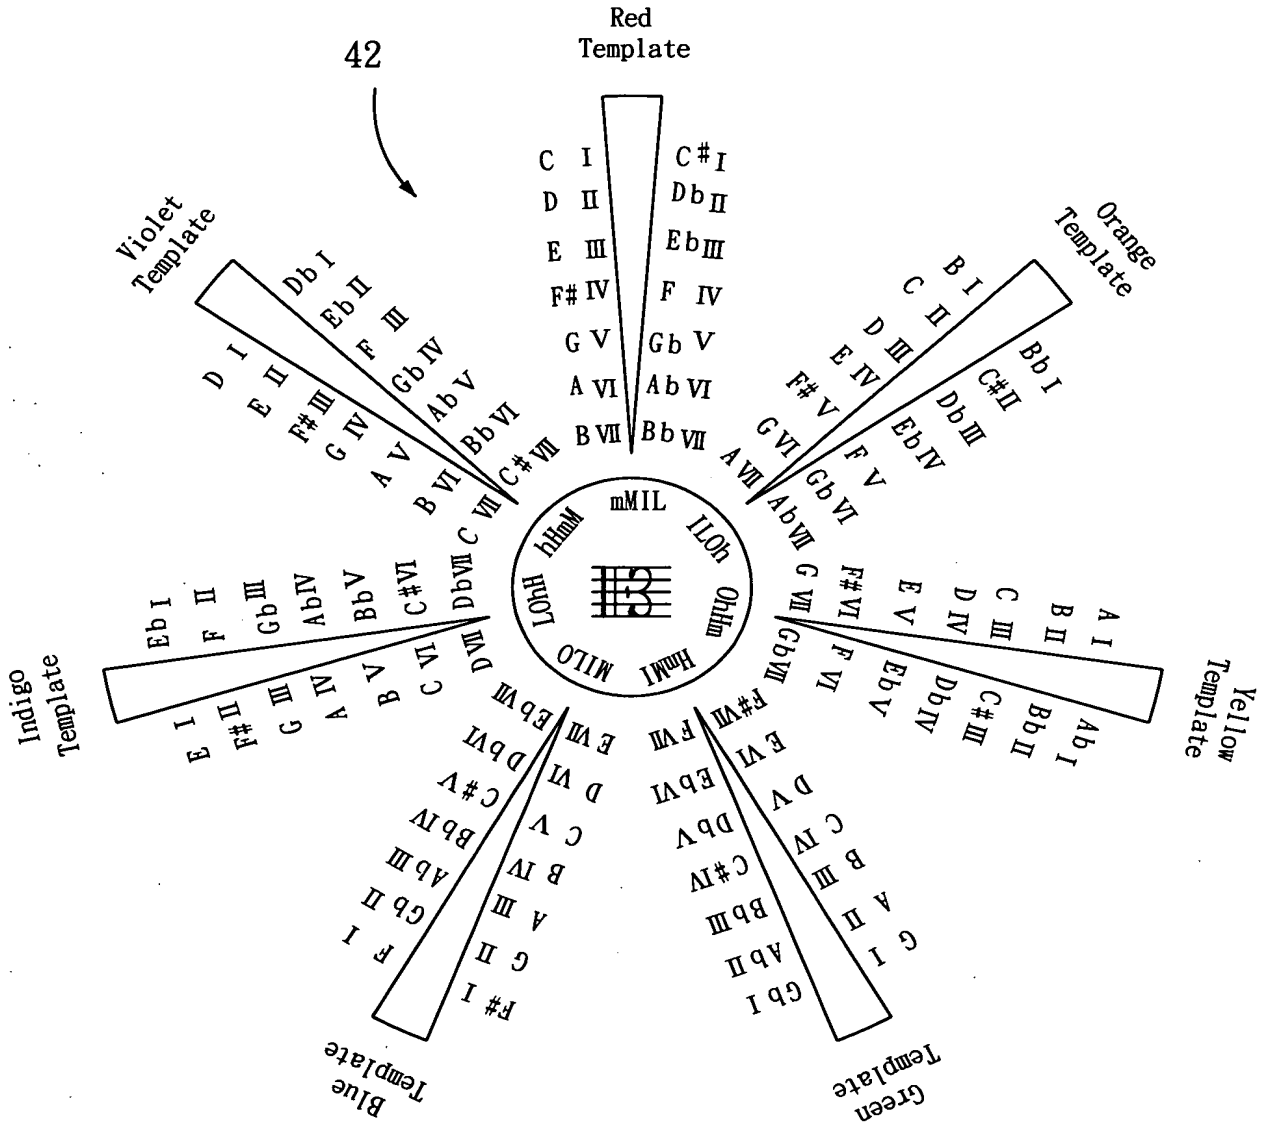 Red
Template
42
C I
D II
E III
F# IV
G V
A VI
B VII
C# I
Db II
Eb III
F IV
Gb V
Ab VI
Bb VII
Orange
Template
B I
C II
D III
E IV
F# V
G VI
A VII
Bb I
C# II
Db III
Eb IV
F V
Gb VI
Ab VII
Yellow
Template
A I
B II
C III
D IV
E V
F# VI
G VII
Ab I
Bb II
C# III
Db IV
Eb V
F VI
Gb VII
Green
Template
G I
A II
B III
C IV
D V
E VI
F# VII
Gb I
Ab II
Bb III
C# IV
Db V
Eb VI
F VII
Blue
Template
F# I
G II
A III
B IV
C V
D VI
E VII
F I
Gb II
Ab III
Bb IV
C# V
Db VI
Eb VII
Indigo
Template
E I
F# II
G III
A IV
B V
C VI
D VII
Eb I
F II
Gb III
Ab IV
Bb V
C# VI
Db VII
Violet
Template
D I
E II
F# III
G IV
A V
B VI
C VII
Db I
Eb II
F III
Gb IV
Ab V
Bb VI
C# VII
mMIL
ILOh
OhHm
HmMI
MILO
LOhH
hHmM